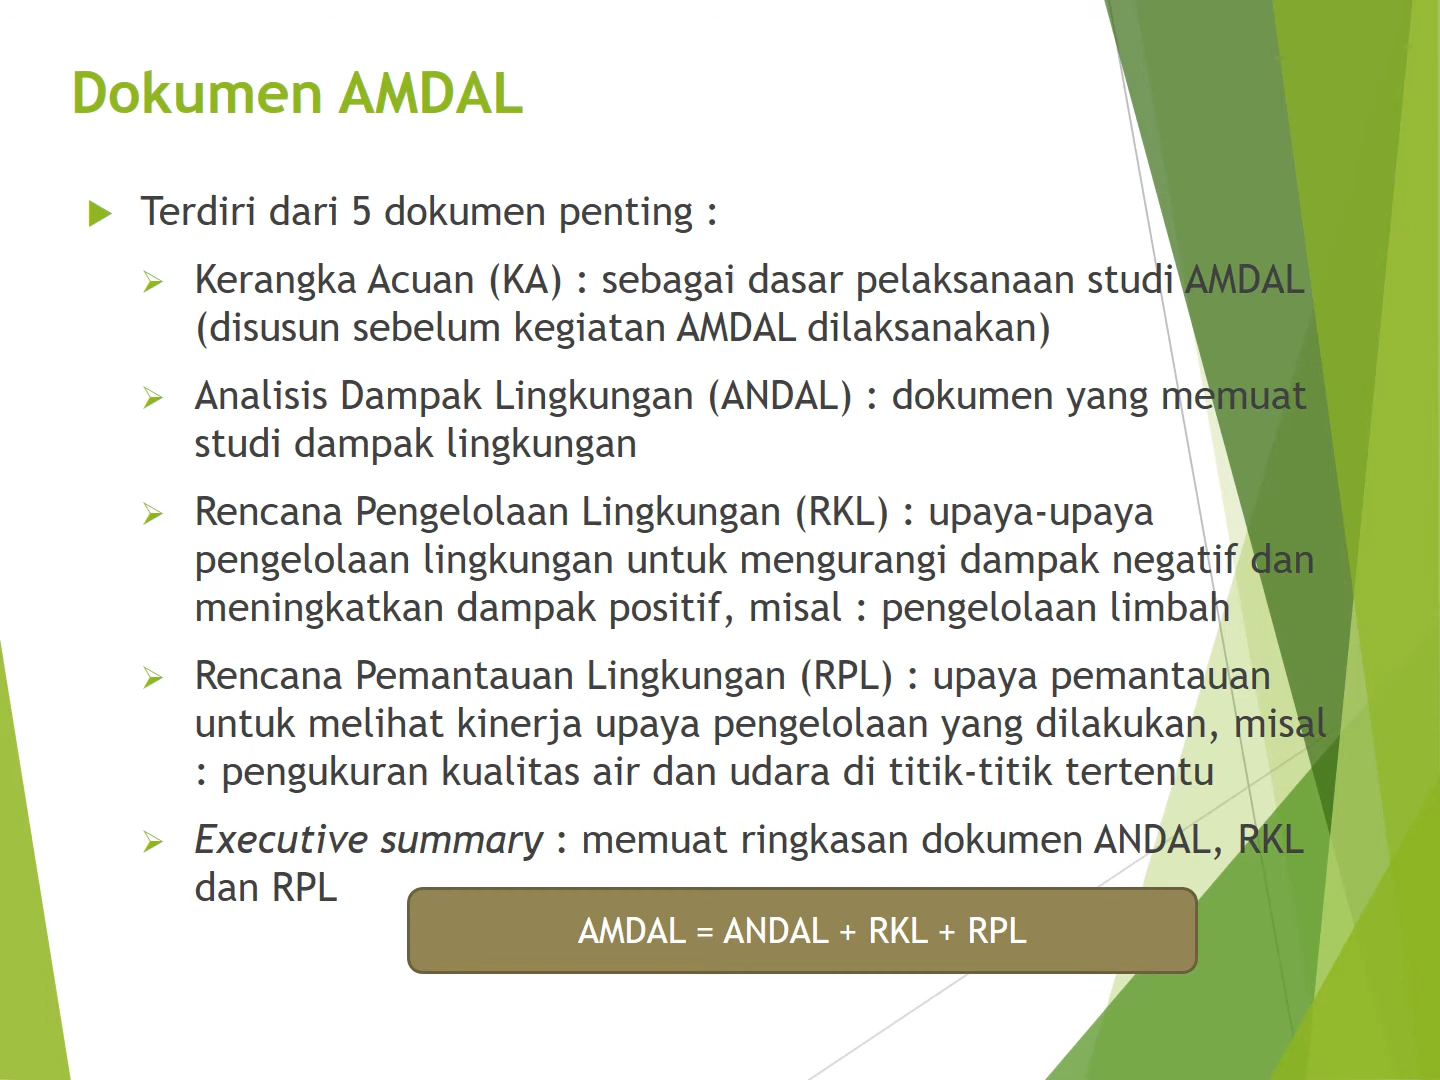 Dokumen AMDAL
Terdiri dari 5 dokumen penting :
Kerangka Acuan (KA) : sebagai dasar pelaksanaan studi AMDAL
(disusun sebelum kegiatan AMDAL dilaksanakan)
Analisis Dampak Lingkungan (ANDAL) : dokumen yang memuat
studi dampak lingkungan
Rencana Pengelolaan Lingkungan (RKL) : upaya-upaya
pengelolaan lingkungan untuk mengurangi dampak negatif dan
meningkatkan dampak positif, misal : pengelolaan limbah
Rencana Pemantauan Lingkungan (RPL) : upaya pemantauan
untuk melihat kinerja upaya pengelolaan yang dilakukan, misal
: pengukuran kualitas air dan udara di titik-titik tertentu
Executive summary : memuat ringkasan dokumen ANDAL, RKL
dan RPL
AMDAL = ANDAL + RKL + RPL